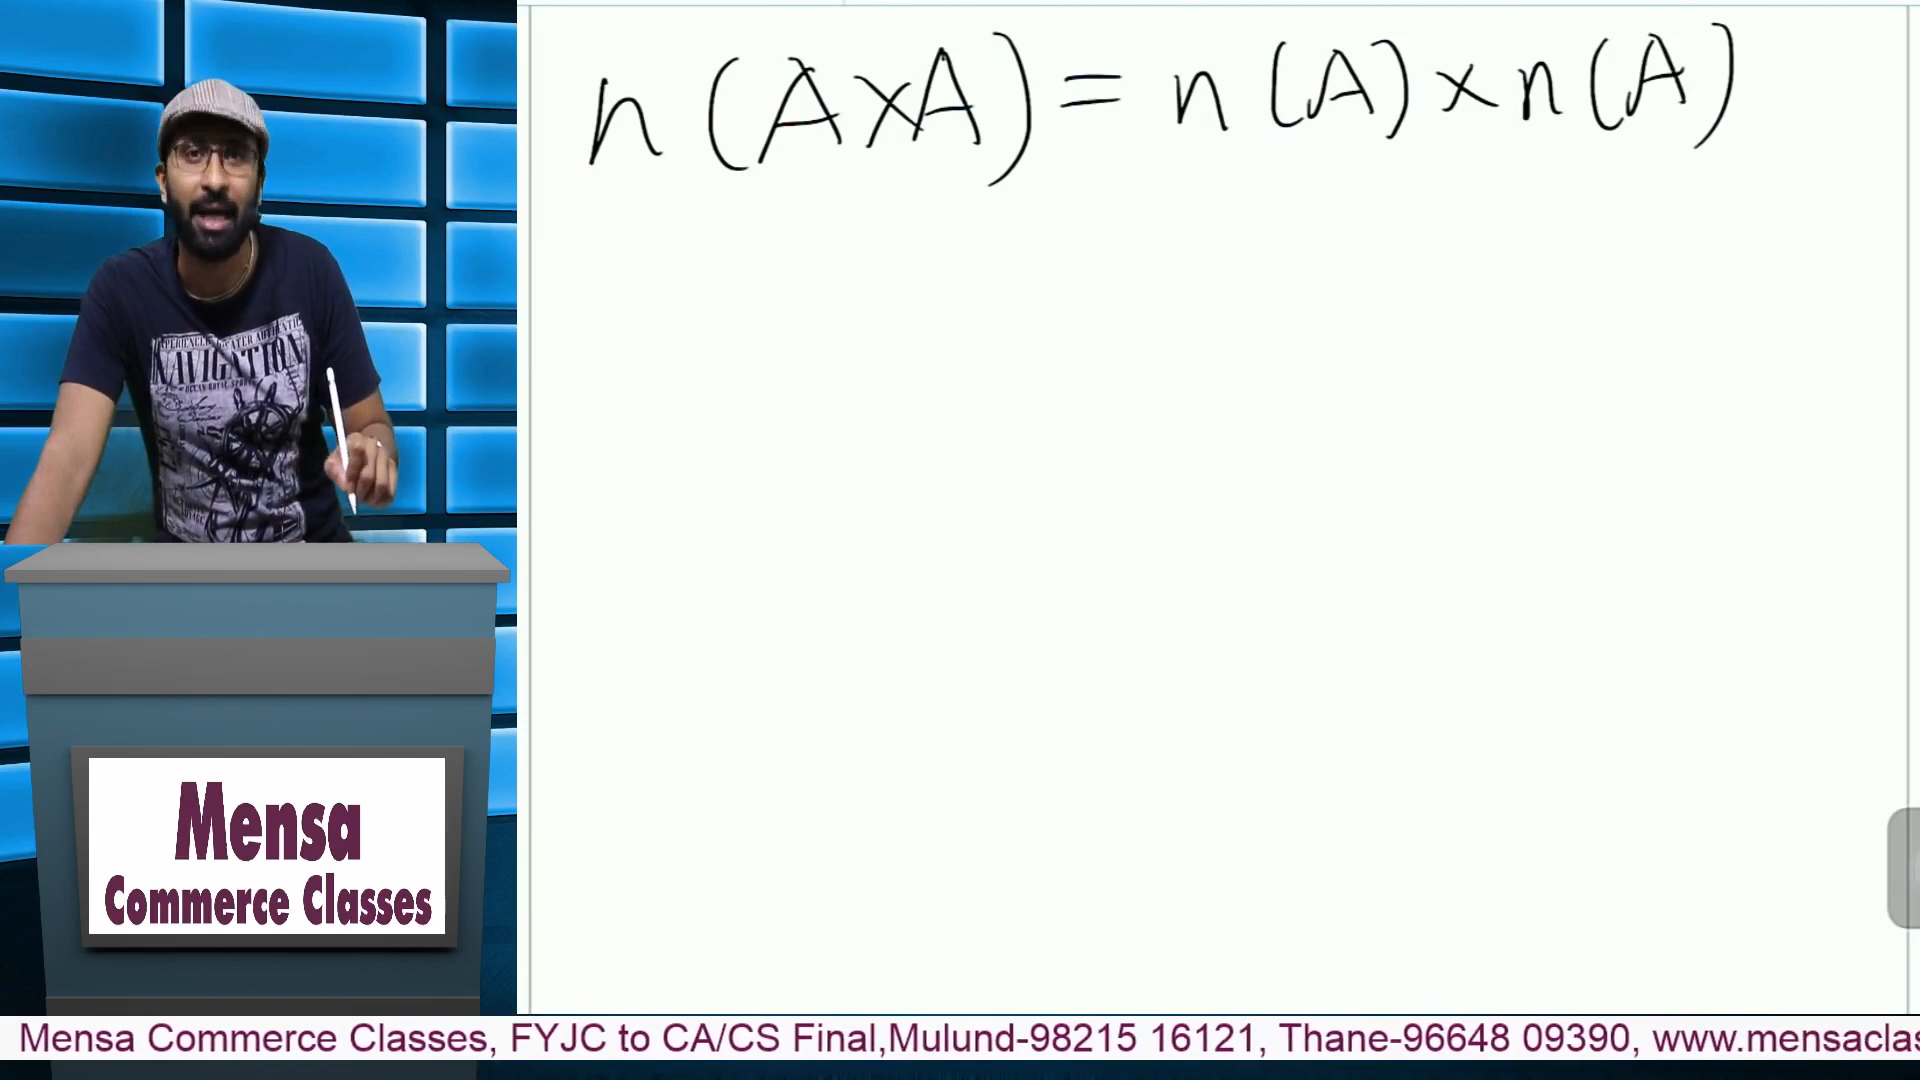 n (A×A) = n (A) × n (A)
NAVIGATION
Mensa
Commerce Classes
Mensa Commerce Classes, FYJC to CA/CS Final,Mulund-98215 16121, Thane-96648 09390, www.mensaclas